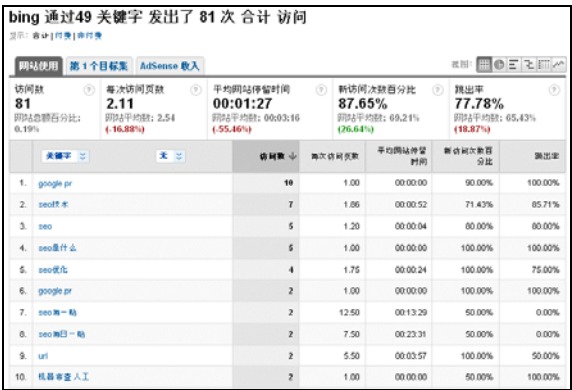 bing 通过49 关键字 发出了 81 次 合计 访问
显示: 合计 | 付费 | 非付费
网站使用 第 1 个目标集 AdSense 收入 视图:
访问数 每次访问页数 平均网站停留时间 新访问次数百分比 跳出率
81 2.11 00:01:27 87.65% 77.78%
网站总额百分比: 网站平均数: 2.54 网站平均数: 00:03:16 网站平均数: 69.21% 网站平均数: 65.43%
0.19% (-16.88%) (-55.46%) (26.64%) (18.87%)
关键字 无 访问数 每次访问页数 平均网站停留时间 新访问次数百分比 跳出率
1. google pr 10 1.00 00:00:00 90.00% 100.00%
2. seo技术 7 1.86 00:00:52 71.43% 85.71%
3. seo 5 1.20 00:00:04 80.00% 80.00%
4. seo是什么 5 1.00 00:00:00 100.00% 100.00%
5. seo优化 4 1.75 00:00:24 100.00% 75.00%
6. google.pr 2 1.00 00:00:00 100.00% 100.00%
7. seo每一贴 2 12.50 00:13:29 50.00% 0.00%
8. seo每日一贴 2 7.50 00:23:31 50.00% 0.00%
9. url 2 5.50 00:03:57 100.00% 50.00%
10. 机器审查人工 2 1.00 00:00:00 50.00% 100.00%